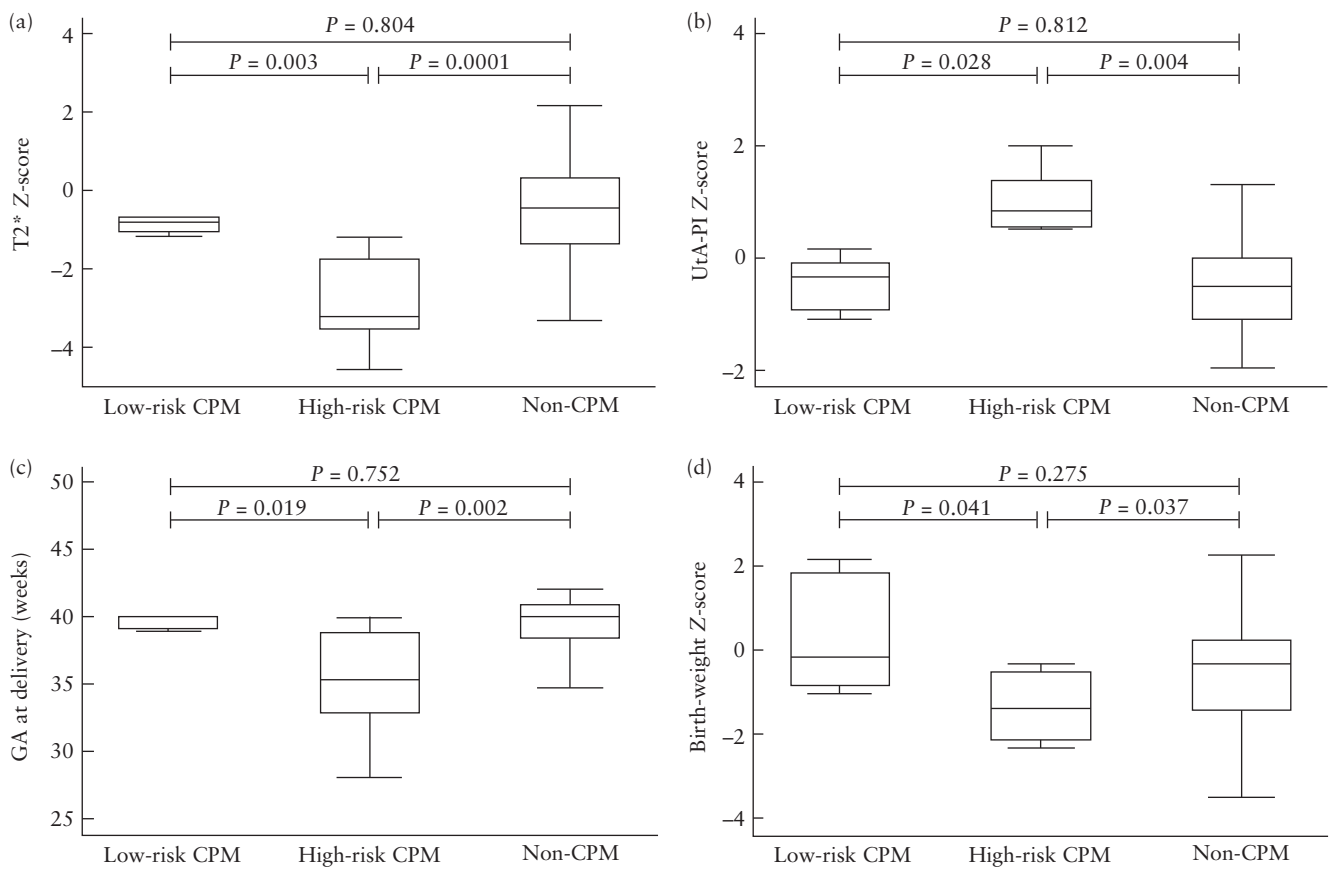 (a)
T2* Z-score
4
2
0
−2
−4
P = 0.804
P = 0.003
P = 0.0001
Low-risk CPM
High-risk CPM
Non-CPM
(b)
UtA-PI Z-score
4
2
0
−2
P = 0.812
P = 0.028
P = 0.004
Low-risk CPM
High-risk CPM
Non-CPM
(c)
GA at delivery (weeks)
50
45
40
35
30
25
P = 0.752
P = 0.019
P = 0.002
Low-risk CPM
High-risk CPM
Non-CPM
(d)
Birth-weight Z-score
4
2
0
−2
−4
P = 0.275
P = 0.041
P = 0.037
Low-risk CPM
High-risk CPM
Non-CPM